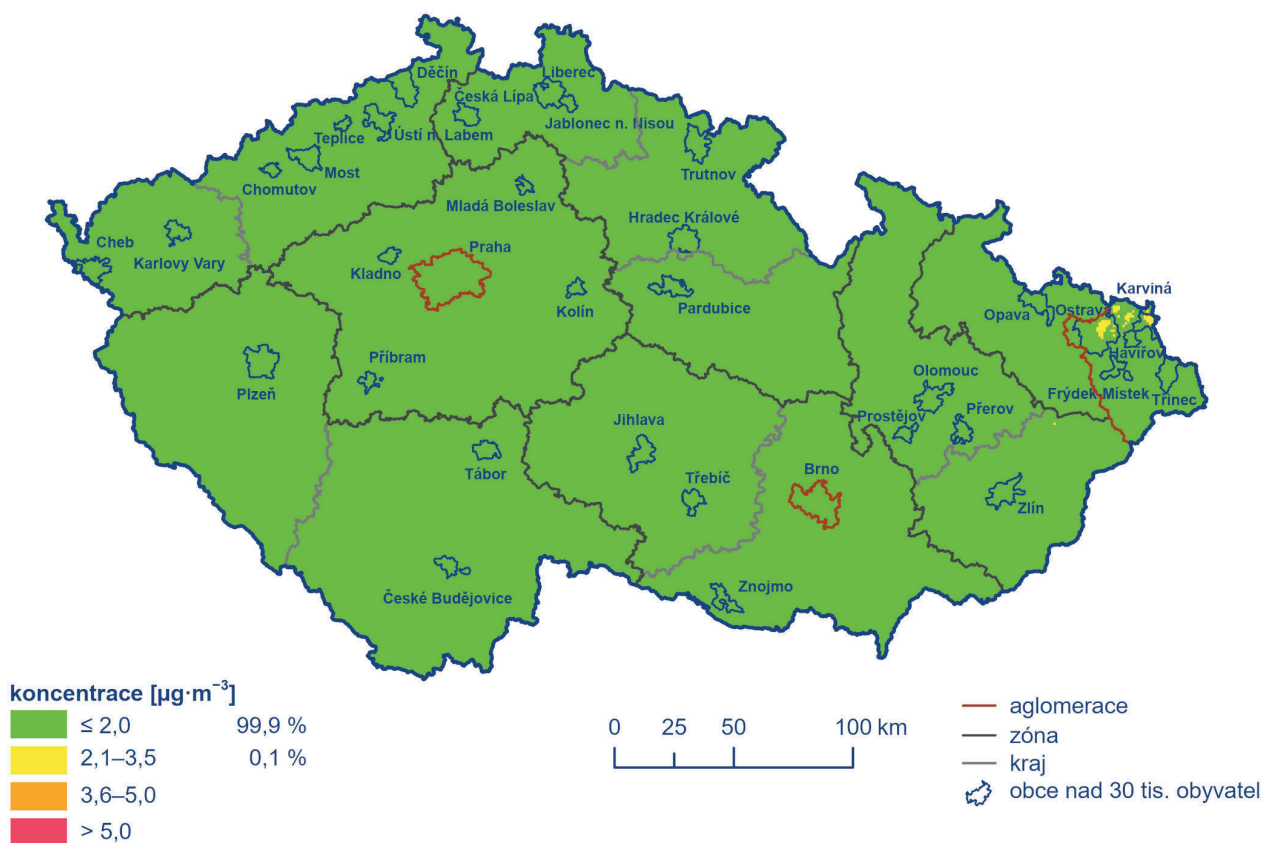 Děčín
Liberec
Česká Lípa
Jablonec n. Nisou
Teplice
Ústí n. Labem
Most
Chomutov
Trutnov
Mladá Boleslav
Hradec Králové
Cheb
Karlovy Vary
Praha
Kladno
Kolín
Pardubice
Karviná
Opava
Ostrava
Havířov
Příbram
Plzeň
Olomouc
Frýdek Místek
Třinec
Prostějov
Přerov
Jihlava
Tábor
Třebíč
Brno
Zlín
České Budějovice
Znojmo
koncentrace [µg·m⁻³]
≤ 2,0 99,9 %
2,1–3,5 0,1 %
3,6–5,0
> 5,0
0 25 50 100 km
aglomerace
zóna
kraj
obce nad 30 tis. obyvatel